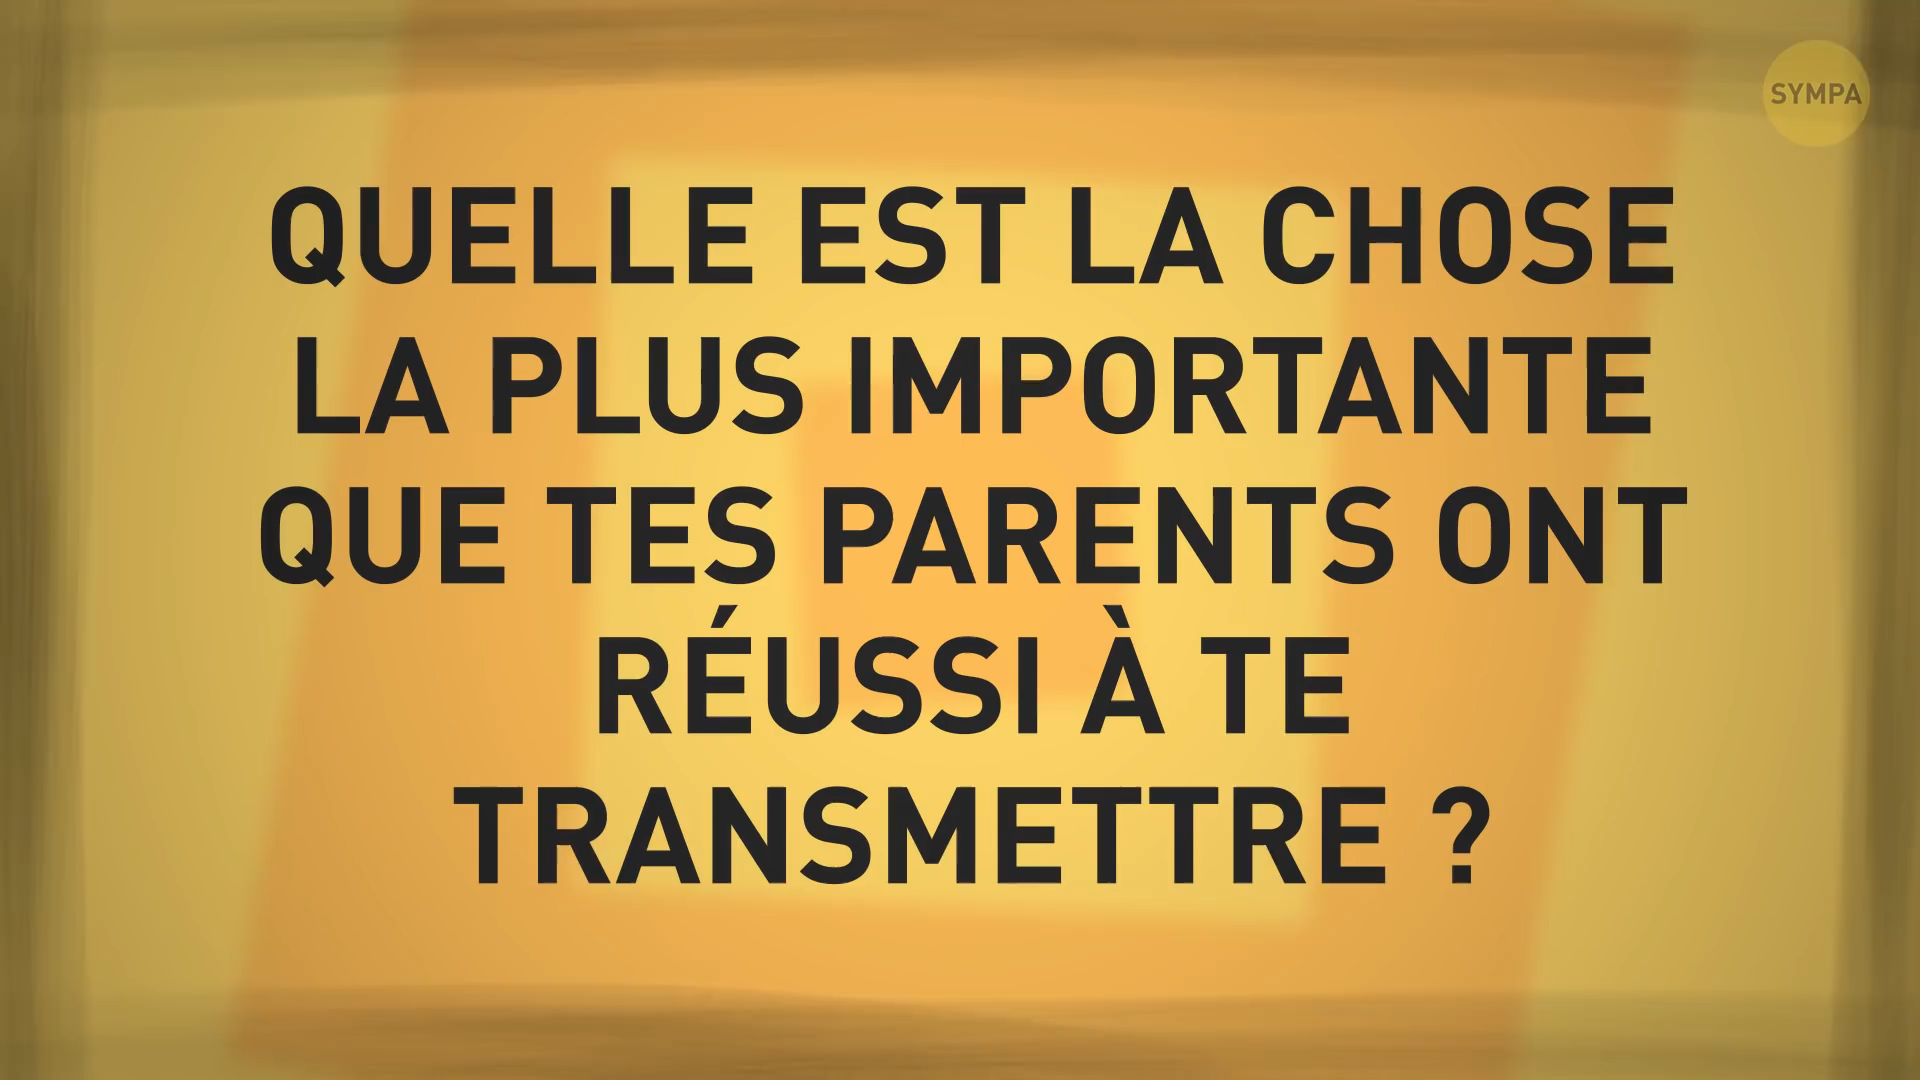 SYMPA
QUELLE EST LA CHOSE
LA PLUS IMPORTANTE
QUE TES PARENTS ONT
RÉUSSI À TE
TRANSMETTRE ?